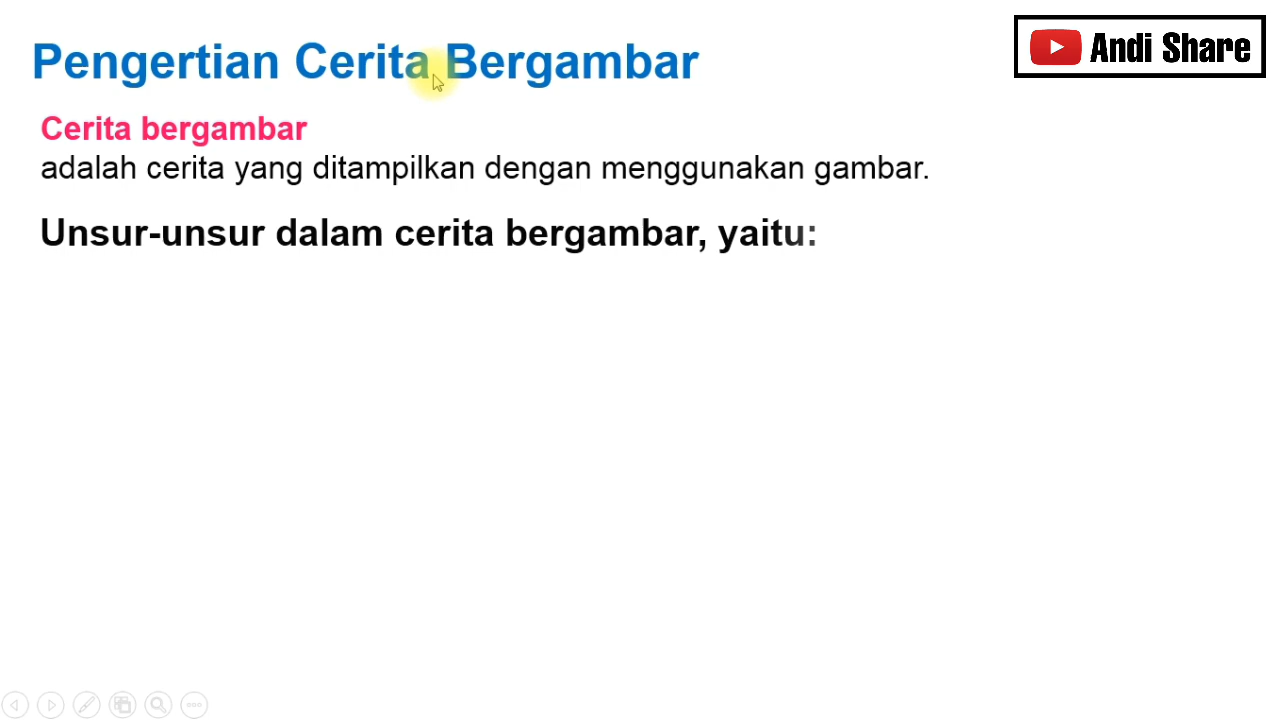 Pengertian Cerita Bergambar
Andi Share
Cerita bergambar
adalah cerita yang ditampilkan dengan menggunakan gambar.
Unsur-unsur dalam cerita bergambar, yaitu: